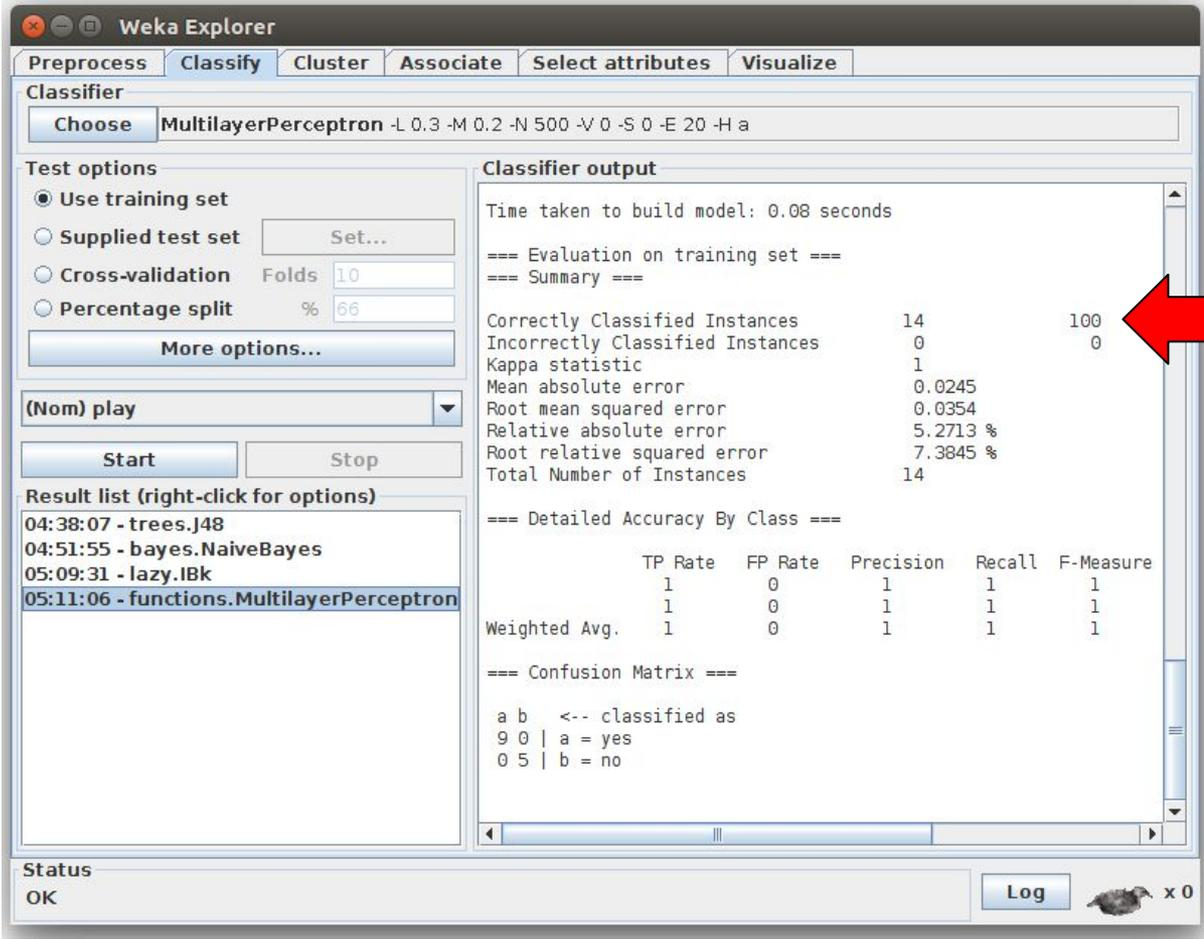 Weka Explorer
Preprocess Classify Cluster Associate Select attributes Visualize
Classifier
Choose MultilayerPerceptron -L 0.3 -M 0.2 -N 500 -V 0 -S 0 -E 20 -H a
Test options
Use training set
Supplied test set Set...
Cross-validation Folds 10
Percentage split % 66
More options...
(Nom) play
Start Stop
Result list (right-click for options)
04:38:07 - trees.J48
04:51:55 - bayes.NaiveBayes
05:09:31 - lazy.IBk
05:11:06 - functions.MultilayerPerceptron
Classifier output
Time taken to build model: 0.08 seconds
=== Evaluation on training set ===
=== Summary ===
Correctly Classified Instances 14 100
Incorrectly Classified Instances 0 0
Kappa statistic 1
Mean absolute error 0.0245
Root mean squared error 0.0354
Relative absolute error 5.2713 %
Root relative squared error 7.3845 %
Total Number of Instances 14
=== Detailed Accuracy By Class ===
TP Rate FP Rate Precision Recall F-Measure
1 0 1 1 1
1 0 1 1 1
Weighted Avg. 1 0 1 1 1
=== Confusion Matrix ===
a b <-- classified as
9 0 | a = yes
0 5 | b = no
Status
OK
Log x 0